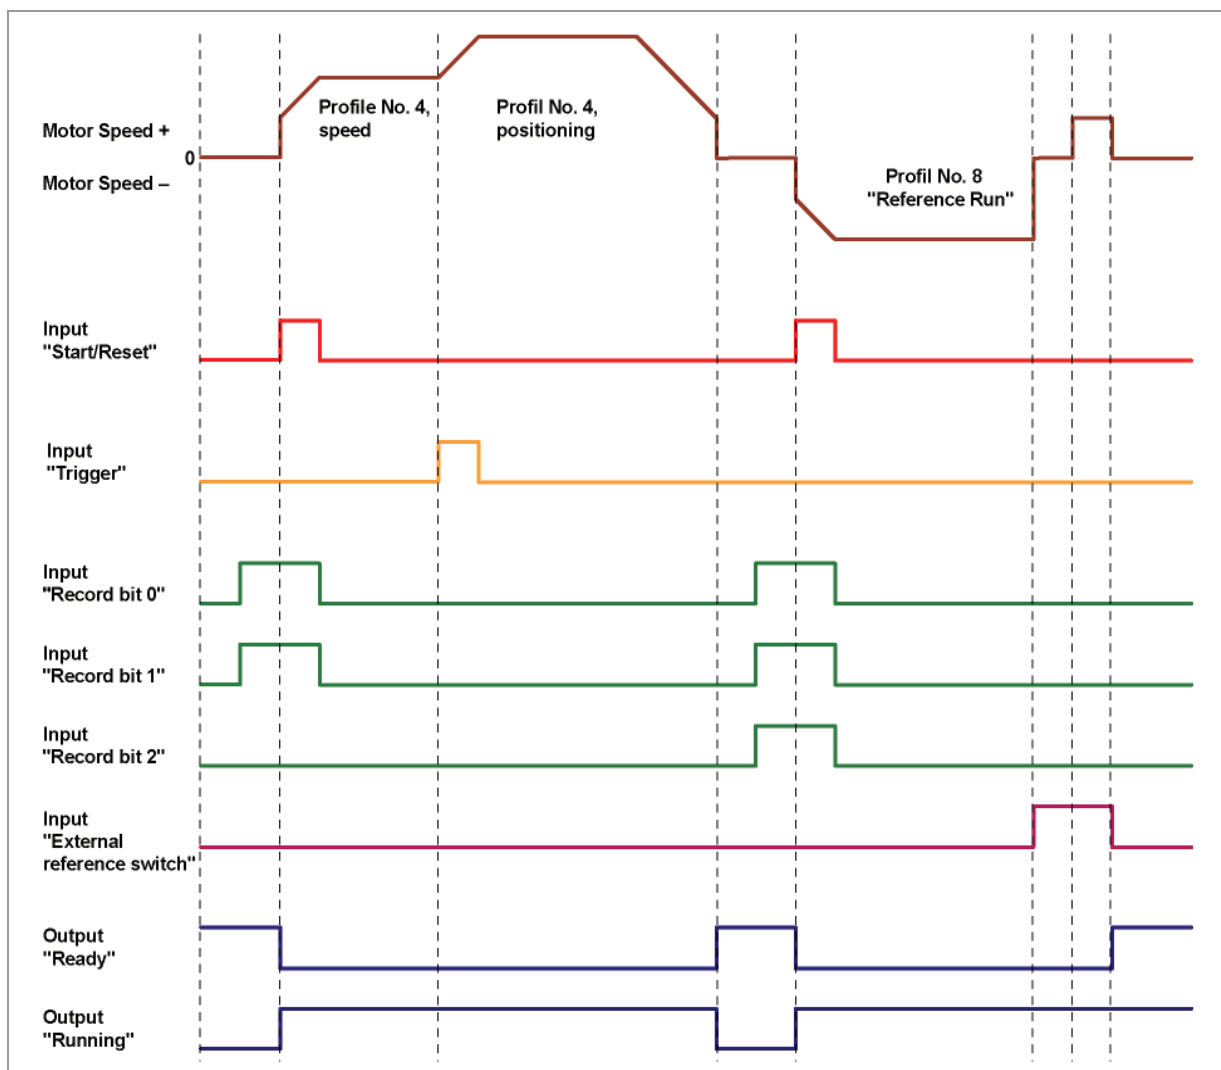 Profile No. 4,
speed
Profil No. 4,
positioning
Motor Speed +
0
Motor Speed –
Profil No. 8
"Reference Run"
Input
"Start/Reset"
Input
"Trigger"
Input
"Record bit 0"
Input
"Record bit 1"
Input
"Record bit 2"
Input
"External
reference switch"
Output
"Ready"
Output
"Running"